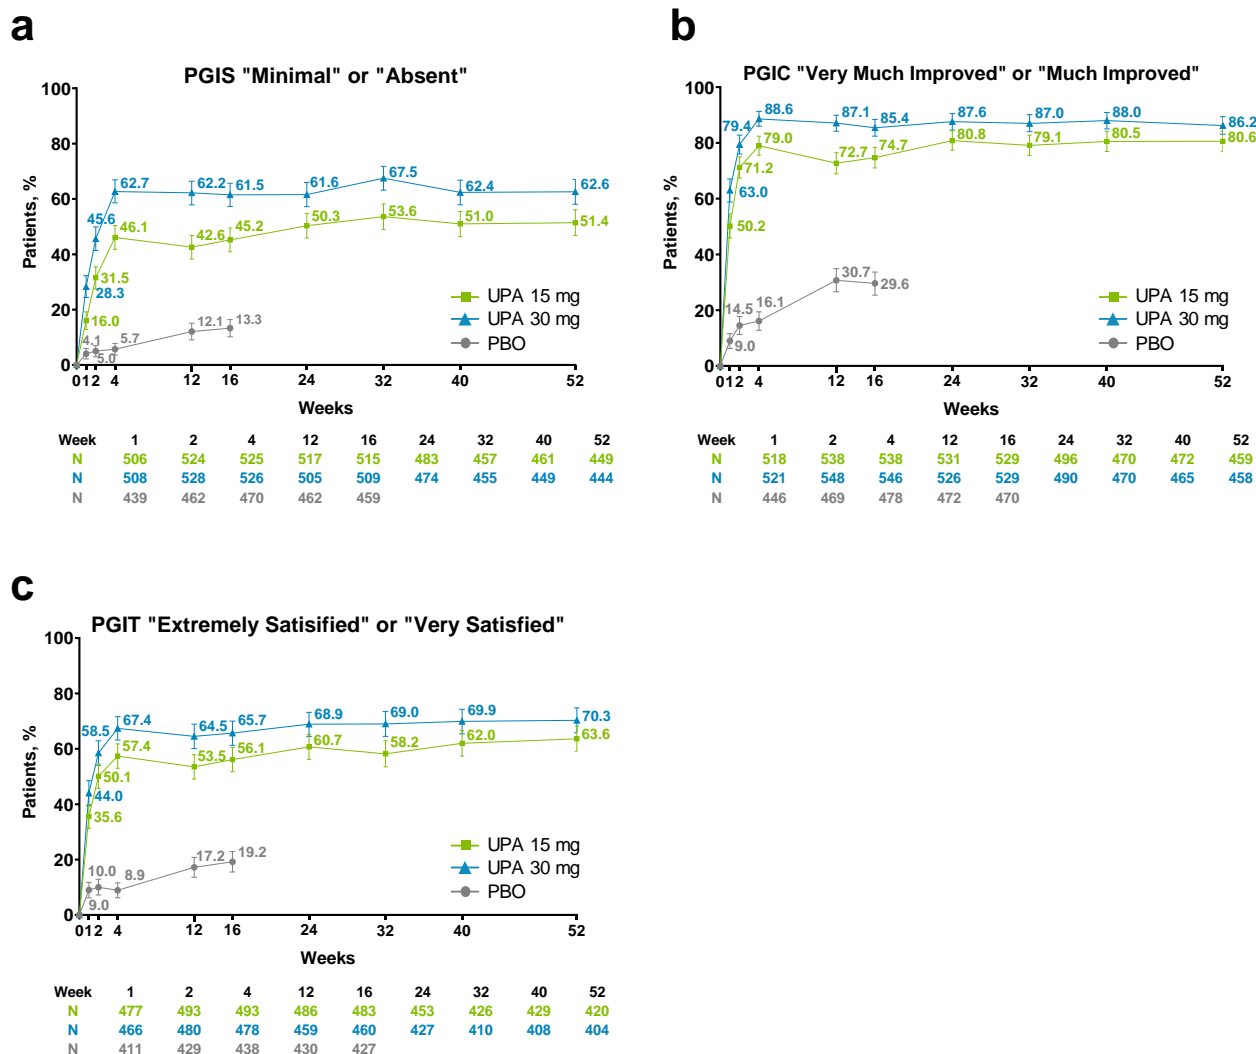 a
PGIS "Minimal" or "Absent"
100
80
60
40
20
0
Patients, %
62.7
62.2
61.5
61.6
67.5
62.4
62.6
45.6
28.3
46.1
42.6
45.2
50.3
53.6
51.0
51.4
31.5
16.0
4.1
5.0
5.7
12.1
13.3
UPA 15 mg
UPA 30 mg
PBO
0 1 2 4 12 16 24 32 40 52
Weeks
Week 1 2 4 12 16 24 32 40 52
N 506 524 525 517 515 483 457 461 449
N 508 528 526 505 509 474 455 449 444
N 439 462 470 462 459
b
PGIC "Very Much Improved" or "Much Improved"
100
80
60
40
20
0
Patients, %
79.4
88.6
87.1
85.4
87.6
87.0
88.0
86.2
63.0
79.0
72.7
74.7
80.8
79.1
80.5
80.6
71.2
50.2
14.5
9.0
16.1
30.7
29.6
UPA 15 mg
UPA 30 mg
PBO
0 1 2 4 12 16 24 32 40 52
Weeks
Week 1 2 4 12 16 24 32 40 52
N 518 538 538 531 529 496 470 472 459
N 521 548 546 526 529 490 470 465 458
N 446 469 478 472 470
c
PGIT "Extremely Satisified" or "Very Satisfied"
100
80
60
40
20
0
Patients, %
58.5
67.4
64.5
65.7
68.9
69.0
69.9
70.3
44.0
57.4
53.5
56.1
60.7
58.2
62.0
63.6
50.1
35.6
10.0
9.0
8.9
17.2
19.2
UPA 15 mg
UPA 30 mg
PBO
0 1 2 4 12 16 24 32 40 52
Weeks
Week 1 2 4 12 16 24 32 40 52
N 477 493 493 486 483 453 426 429 420
N 466 480 478 459 460 427 410 408 404
N 411 429 438 430 427